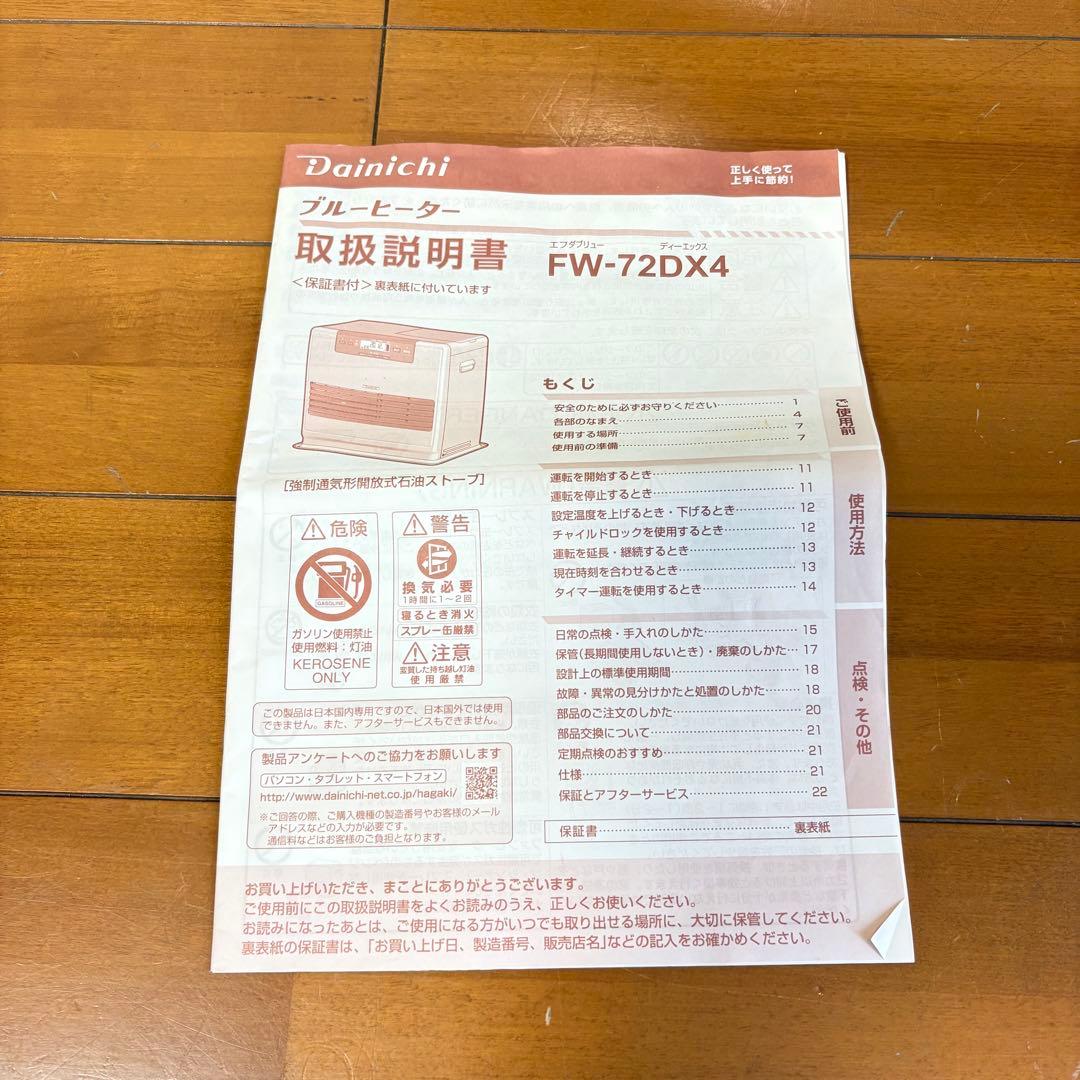 Dainichi
正しく使って
上手に節約!
ブルーヒーター
取扱説明書
<保証書付>裏表紙に付いています
エフダブリュー ディーエックス
FW-72DX4
[強制通気形開放式石油ストーブ]
危険
GASOLINE
ガソリン使用禁止
使用燃料:灯油
KEROSENE
ONLY
警告
換気必要
1時間に1~2回
寝るとき消火
スプレー缶厳禁
注意
変質した持ち越し灯油
使用厳禁
この製品は日本国内専用ですので、日本国外では使用
できません。また、アフターサービスもできません。
製品アンケートへのご協力をお願いします
パソコン・タブレット・スマートフォン
http://www.dainichi-net.co.jp/hagaki/
※ご回答の際、ご購入機種の製造番号やお客様のメール
アドレスなどの入力が必要です。
通信料などはお客様のご負担となります。
もくじ
安全のために必ずお守りください…………… 1
各部のなまえ…………… 4
使用する場所…………… 7
使用前の準備…………… 7
ご使用前
運転を開始するとき…………… 11
運転を停止するとき…………… 11
設定温度を上げるとき・下げるとき…………… 12
チャイルドロックを使用するとき…………… 12
運転を延長・継続するとき…………… 13
現在時刻を合わせるとき…………… 13
タイマー運転を使用するとき…………… 14
使用方法
日常の点検・手入れのしかた…………… 15
保管(長期間使用しないとき)・廃棄のしかた… 17
設計上の標準使用期間…………… 18
故障・異常の見分けかたと処置のしかた…………… 18
部品のご注文のしかた…………… 20
部品交換について…………… 21
定期点検のおすすめ…………… 21
仕様…………… 21
保証とアフターサービス…………… 22
点検・その他
保証書…………… 裏表紙
お買い上げいただき、まことにありがとうございます。
ご使用前にこの取扱説明書をよくお読みのうえ、正しくお使いください。
お読みになったあとは、ご使用になる方がいつでも取り出せる場所に、大切に保管してください。
裏表紙の保証書は、「お買い上げ日、製造番号、販売店名」などの記入をお確かめください。